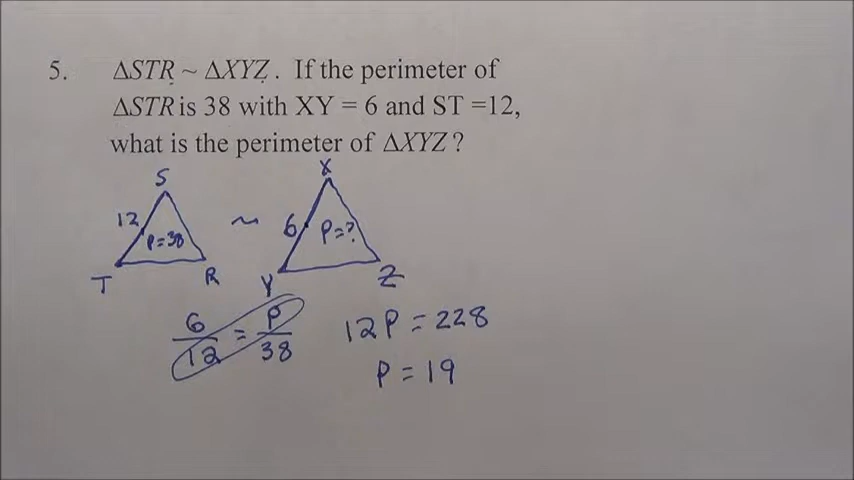 5. ΔSTR ~ ΔXYZ. If the perimeter of
ΔSTR is 38 with XY = 6 and ST =12,
what is the perimeter of ΔXYZ?
S X
12 P=38 ~ 6 P=?
T R Y Z
6/12 = P/38
12P = 228
P = 19